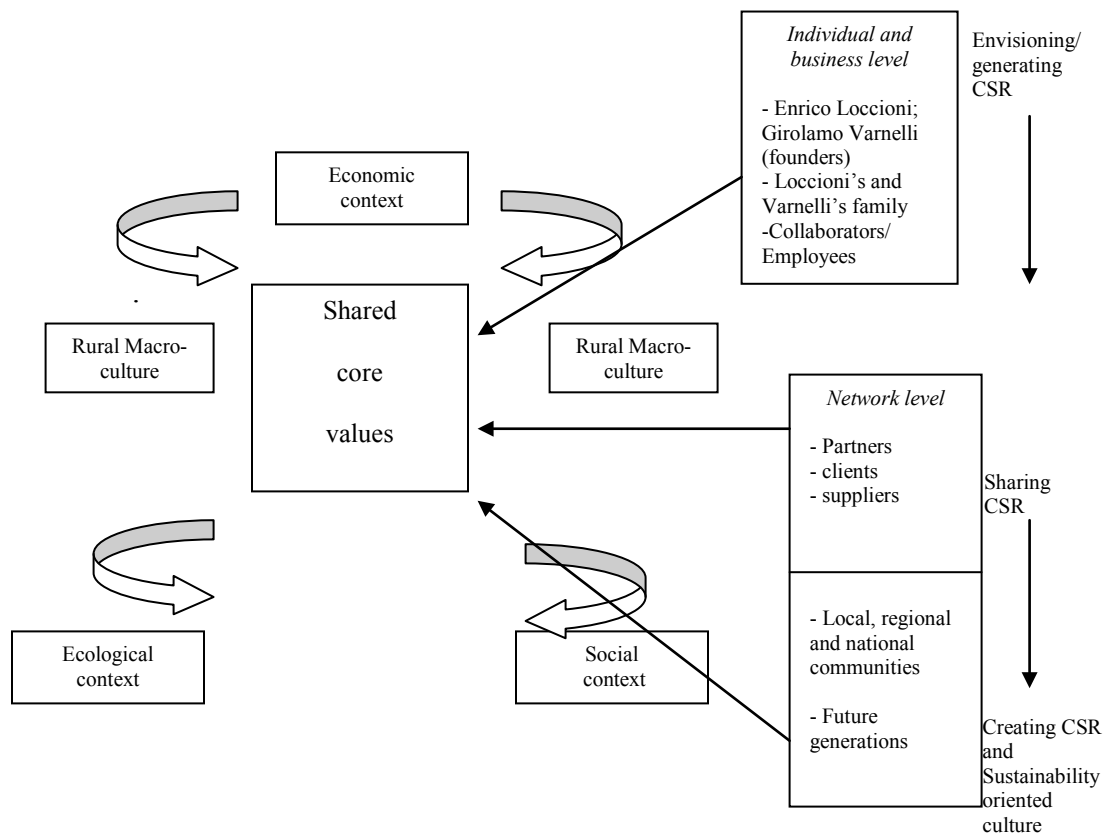 Individual and
business level
- Enrico Loccioni;
Girolamo Varnelli
(founders)
- Loccioni's and
Varnelli's family
-Collaborators/
Employees
Envisioning/
generating
CSR
Economic
context
Shared
core
values
Rural Macro-
culture
Rural Macro-
culture
Network level
- Partners
- clients
- suppliers
Sharing
CSR
- Local, regional
and national
communities
- Future
generations
Ecological
context
Social
context
Creating CSR
and
Sustainability
oriented
culture